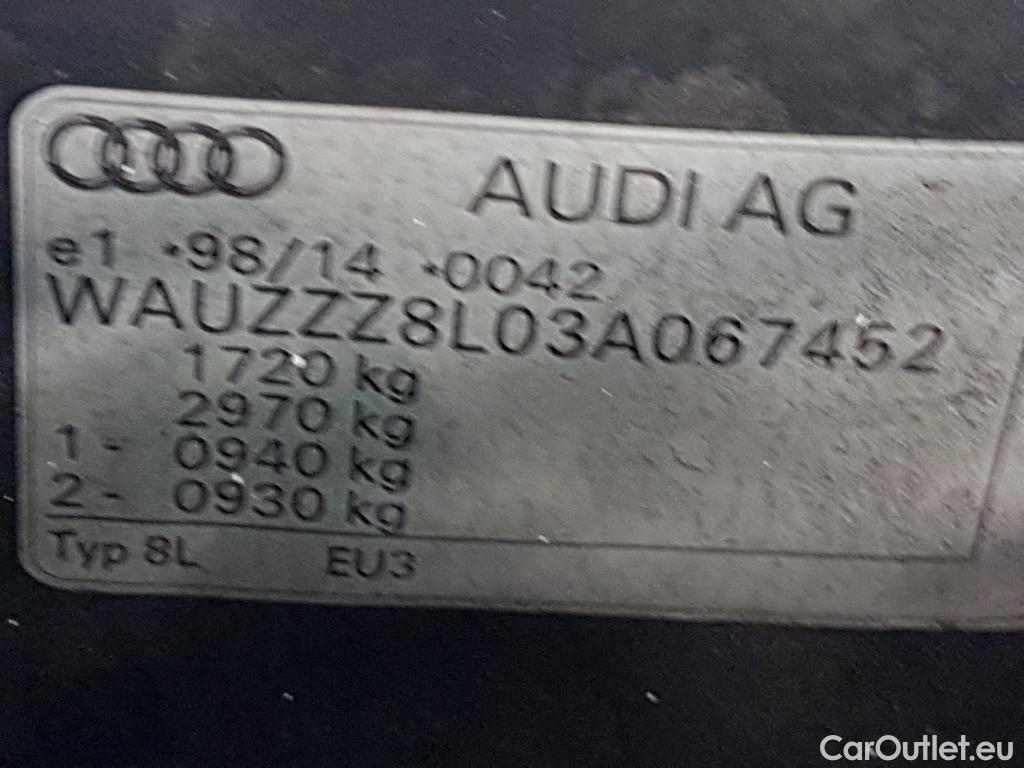 AUDI AG
e1 *98/14 *0042
WAUZZZ8L03A067452
1720 kg
2970 kg
1 - 0940 kg
2 - 0930 kg
Typ 8L EU3
CarOutlet.eu